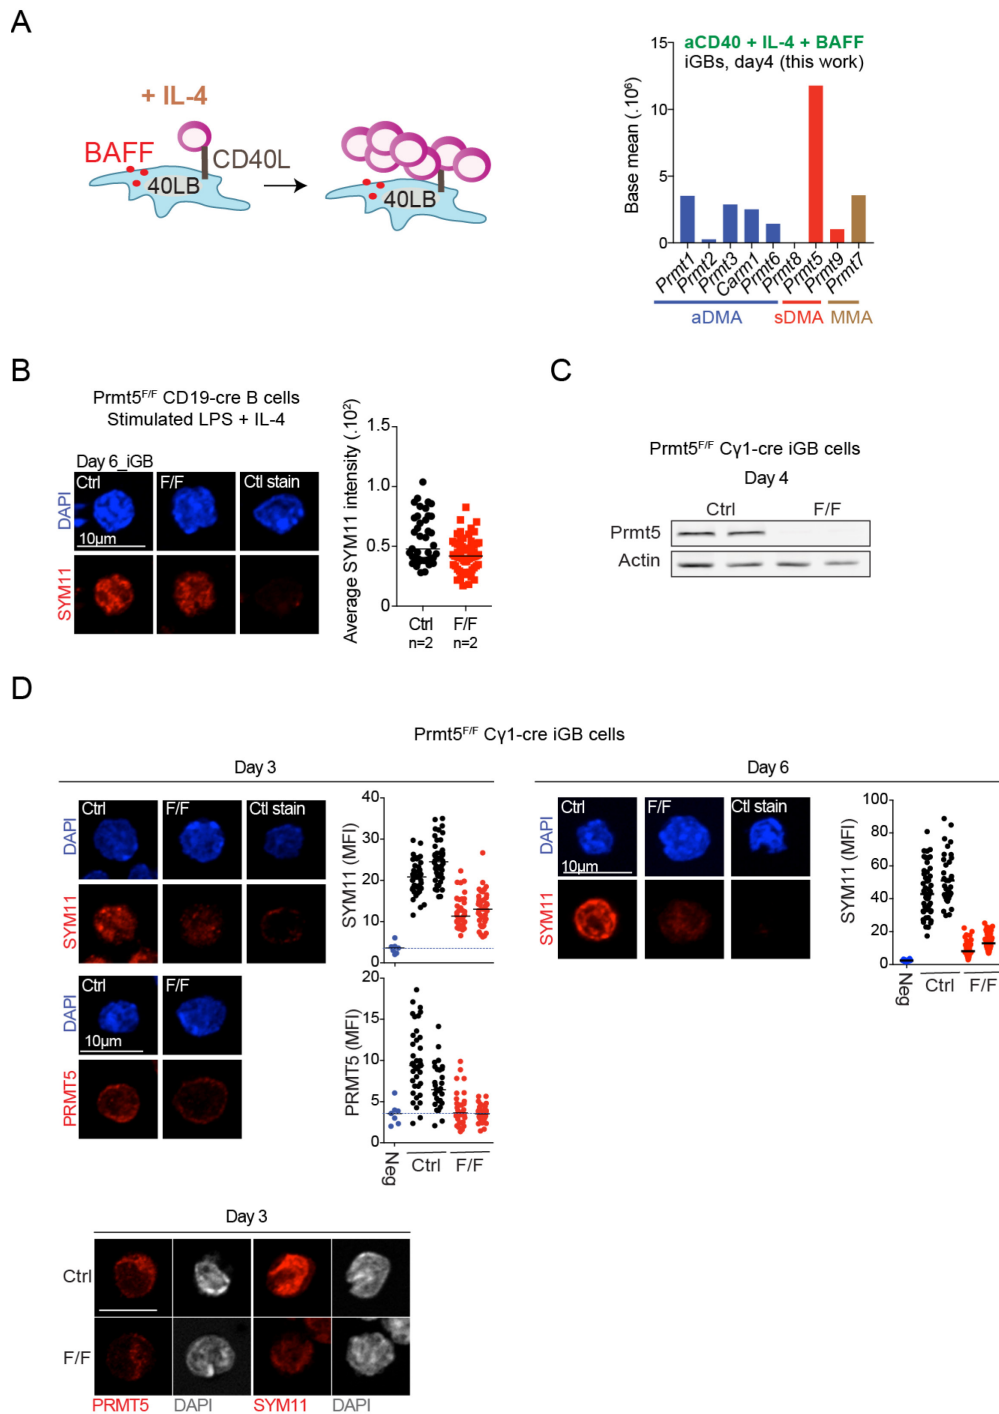 A
+ IL-4
BAFF
CD40L
40LB
40LB
aCD40 + IL-4 + BAFF
iGBs, day4 (this work)
Base mean (.10⁶)
15
10
5
0
Prmt1
Prmt2
Prmt3
Carm1
Prmt6
Prmt8
Prmt5
Prmt9
Prmt7
aDMA
sDMA
MMA
B
Prmt5F/F CD19-cre B cells
Stimulated LPS + IL-4
Day 6_iGB
Ctrl
F/F
Ctl stain
DAPI
10µm
SYM11
Average SYM11 intensity (.10²)
1.5
1.0
0.5
0
Ctrl
n=2
F/F
n=2
C
Prmt5F/F Cγ1-cre iGB cells
Day 4
Ctrl
F/F
Prmt5
Actin
D
Prmt5F/F Cγ1-cre iGB cells
Day 3
Ctrl
F/F
Ctl stain
DAPI
SYM11
Ctrl
F/F
DAPI
10µm
PRMT5
SYM11 (MFI)
40
30
20
10
0
PRMT5 (MFI)
20
15
10
5
0
Neg
Ctrl
F/F
Day 6
Ctrl
F/F
Ctl stain
DAPI
10µm
SYM11
SYM11 (MFI)
100
80
60
40
20
0
Neg
Ctrl
F/F
Day 3
Ctrl
F/F
PRMT5
DAPI
SYM11
DAPI